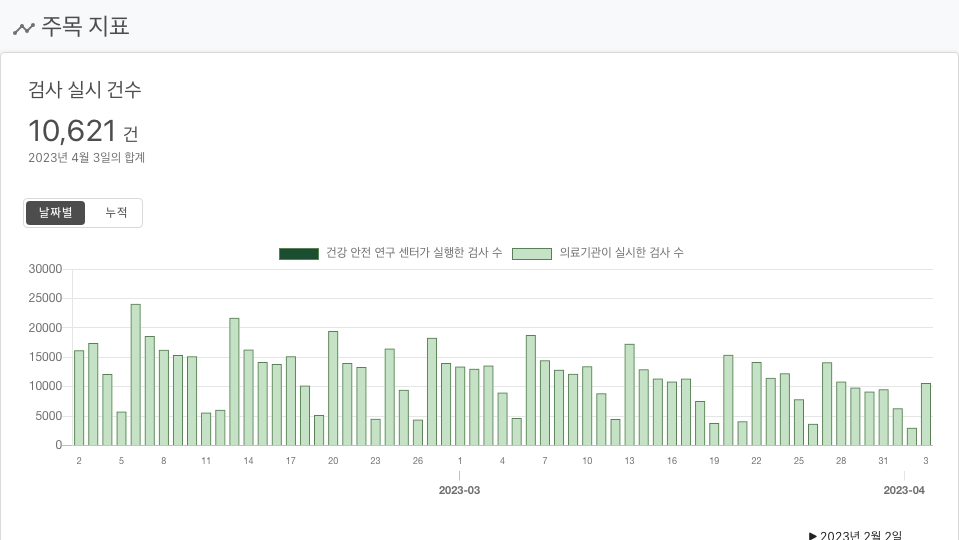 주목 지표
검사 실시 건수
10,621 건
2023년 4월 3일의 합계
날짜별 누적
건강 안전 연구 센터가 실행한 검사 수 의료기관이 실시한 검사 수
30000
25000
20000
15000
10000
5000
0
2 5 8 11 14 17 20 23 26 1 4 7 10 13 16 19 22 25 28 31 3
2023-03 2023-04
▶ 2023년 2월 2일